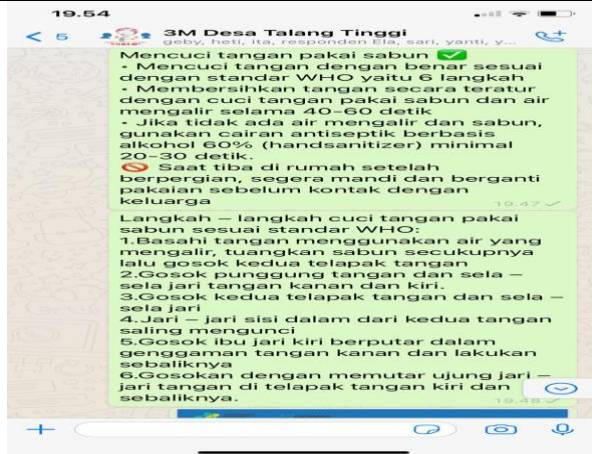 19.54
5
3M Desa Talang Tinggi
geby, heti, ita, responden Ela, sari, yanti, y...
Mencuci tangan pakai sabun ✅
- Mencuci tangan dengan benar sesuai
dengan standar WHO yaitu 6 langkah
- Membersihkan tangan secara teratur
dengan cuci tangan pakai sabun dan air
mengalir selama 40-60 detik
- Jika tidak ada air mengalir dan sabun,
gunakan cairan antiseptik berbasis
alkohol 60% (handsanitizer) minimal
20-30 detik.
🚫 Saat tiba di rumah setelah
berpergian, segera mandi dan berganti
pakaian sebelum kontak dengan
keluarga
19.47
Langkah – langkah cuci tangan pakai
sabun sesuai standar WHO:
1.Basahi tangan menggunakan air yang
mengalir, tuangkan sabun secukupnya
lalu gosok kedua telapak tangan
2.Gosok punggung tangan dan sela –
sela jari tangan kanan dan kiri.
3.Gosok kedua telapak tangan dan sela –
sela jari
4.Jari – jari sisi dalam dari kedua tangan
saling mengunci
5.Gosok ibu jari kiri berputar dalam
genggaman tangan kanan dan lakukan
sebaliknya
6.Gosokan dengan memutar ujung jari –
jari tangan di telapak tangan kiri dan
sebaliknya.
19.48